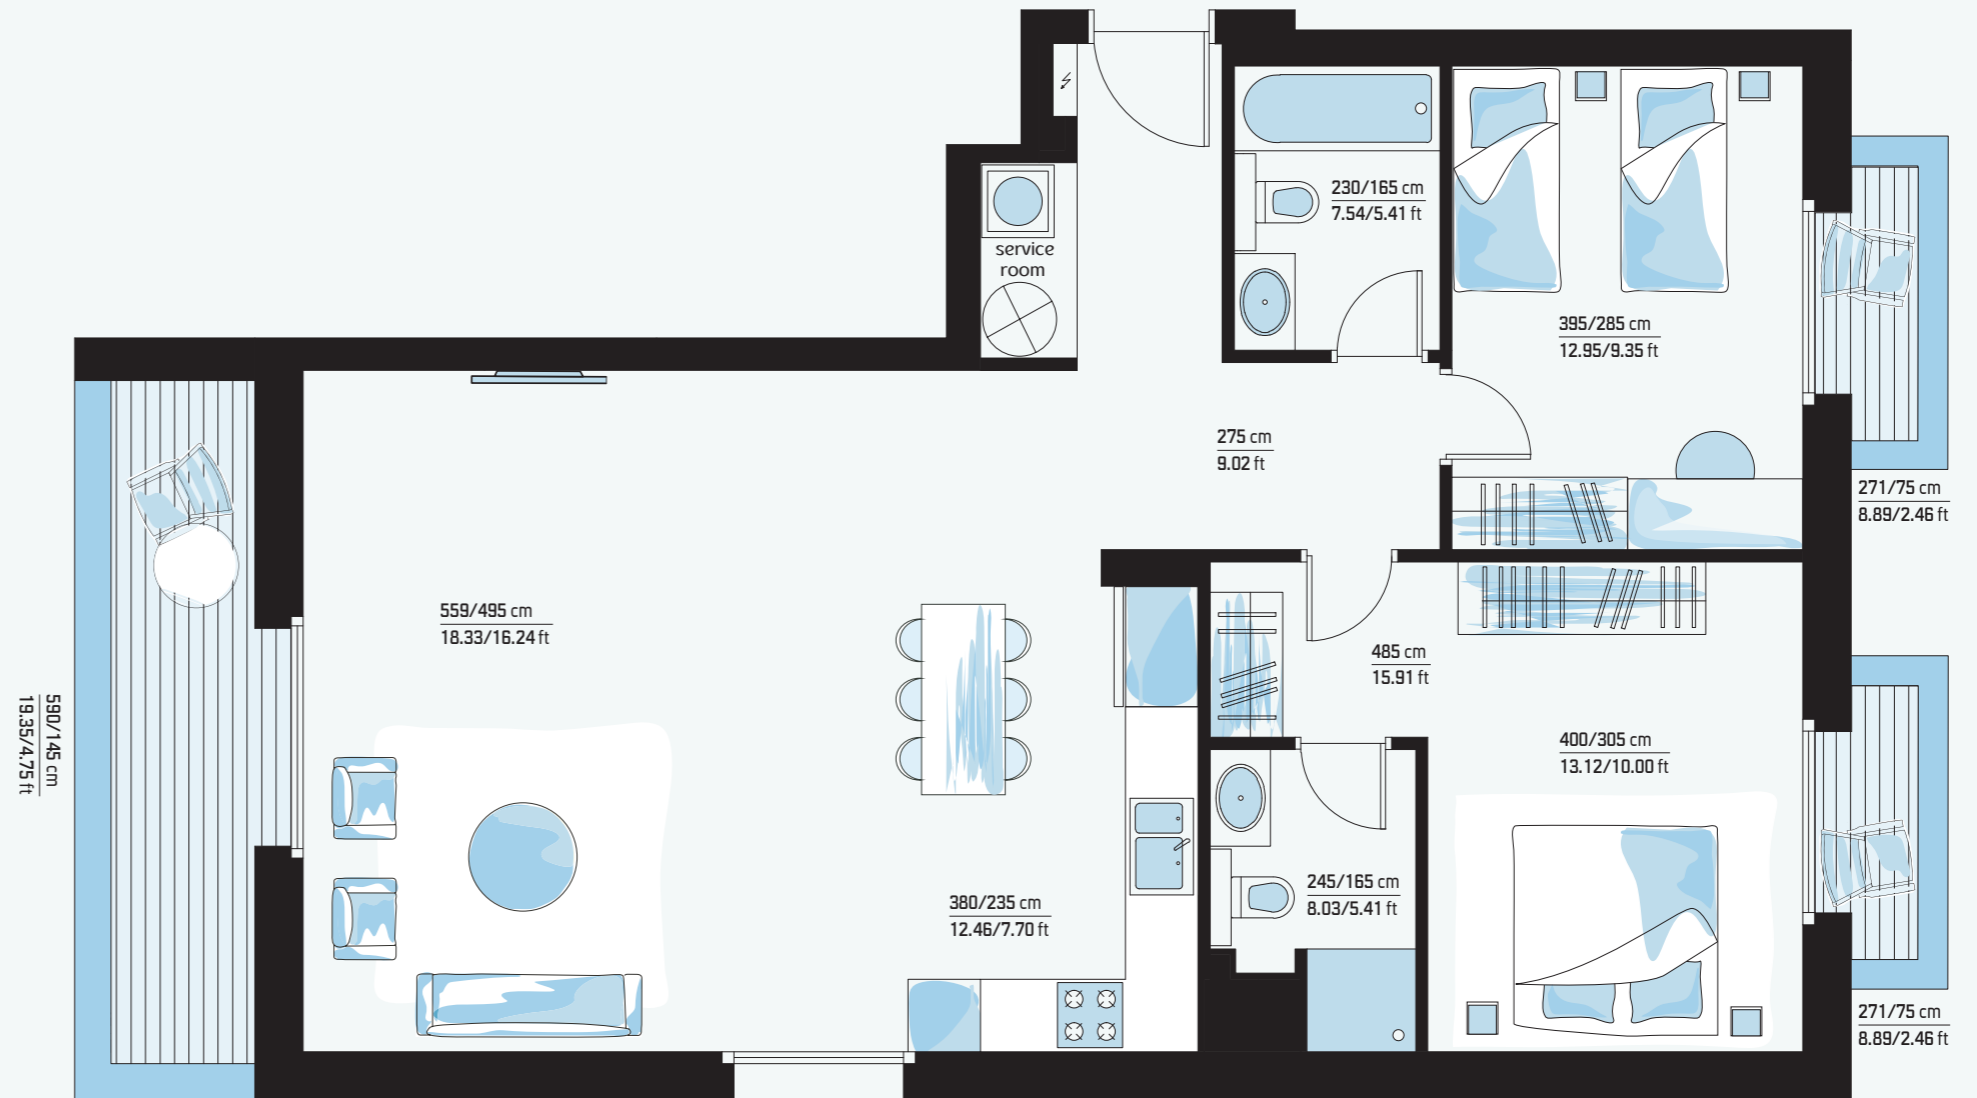 230/165 cm
7.54/5.41 ft
service
room
395/285 cm
12.95/9.35 ft
275 cm
9.02 ft
271/75 cm
8.89/2.46 ft
559/495 cm
18.33/16.24 ft
485 cm
15.91 ft
590/145 cm
19.35/4.75 ft
400/305 cm
13.12/10.00 ft
245/165 cm
8.03/5.41 ft
380/235 cm
12.46/7.70 ft
271/75 cm
8.89/2.46 ft